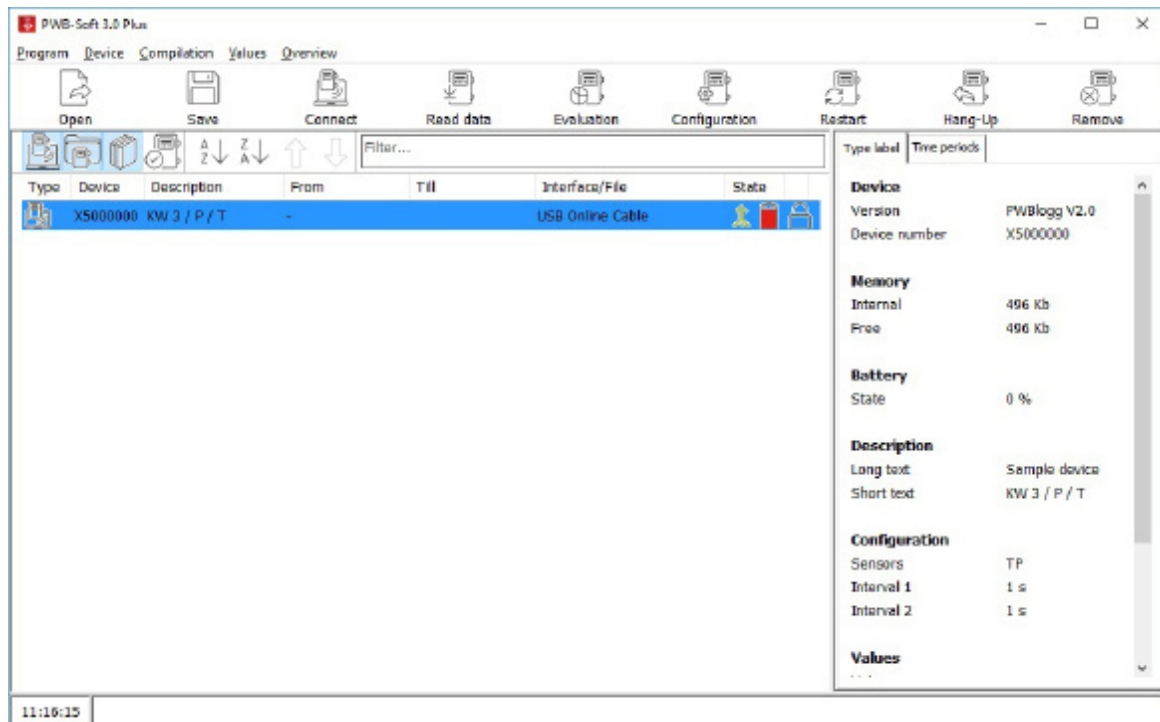 PWB-Soft 3.0 Plus
Program Device Compilation Values Overview
Open Save Connect Read data Evaluation Configuration Restart Hang-Up Remove
A Z Z A Filter... Type label Time periods
Type Device Description From Till Interface/File State
X5000000 KW 3 / P / T - USB Online Cable
Device
Version PWBlogg V2.0
Device number X5000000
Memory
Internal 496 Kb
Free 496 Kb
Battery
State 0 %
Description
Long text Sample device
Short text KW 3 / P / T
Configuration
Sensors TP
Interval 1 1 s
Interval 2 1 s
Values
11:16:15